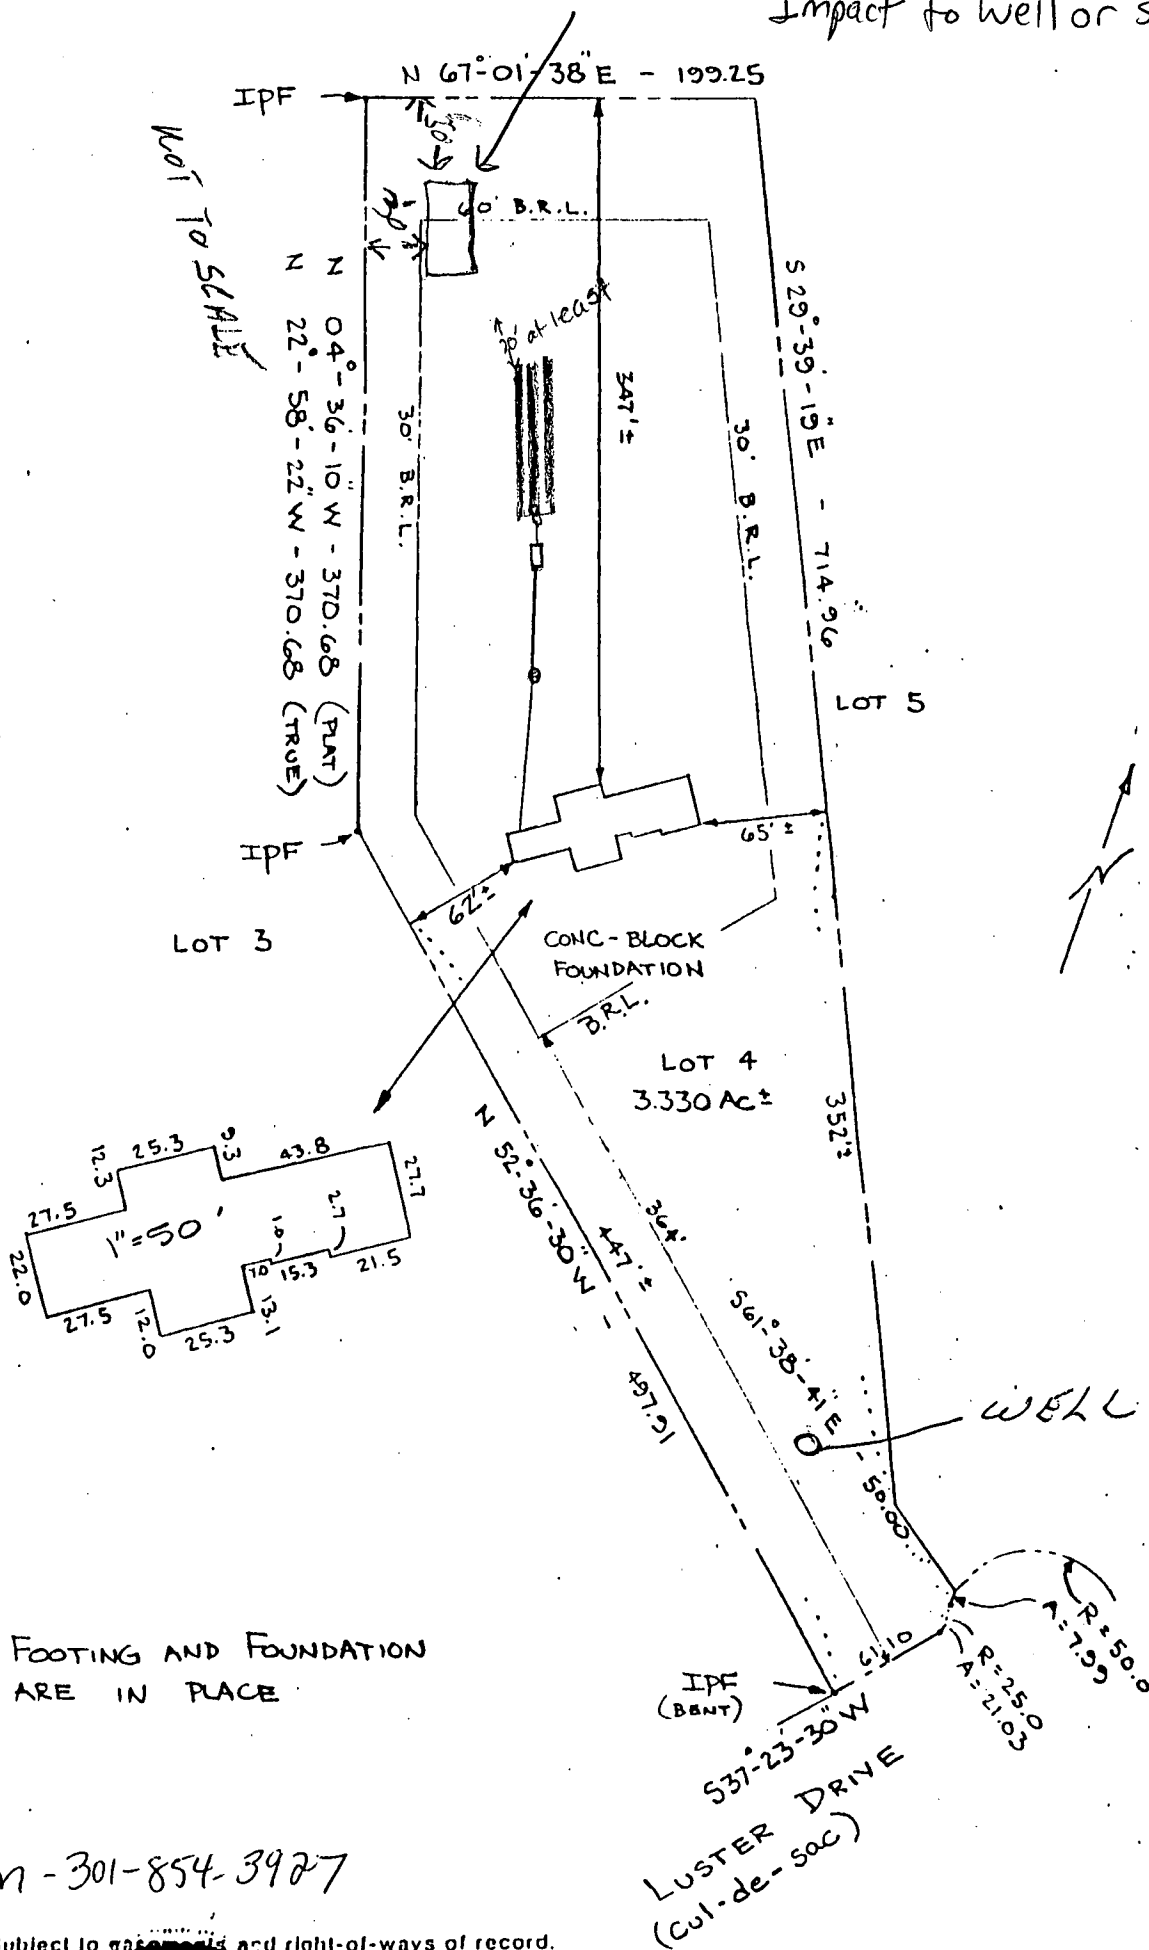 Impact to well or s
N 67°-01'-38"E - 199.25
IPF
50'
30'
60' B.R.L.
NOT TO SCALE
N 04°-36'-10"W - 370.68 (PLAT)
N 22°-58'-22"W - 370.68 (TRUE)
20' at least
347'±
30' B.R.L.
30' B.R.L.
S 29°-39'-19"E - 714.96
LOT 5
65'±
IPF
62'±
LOT 3
CONC-BLOCK
FOUNDATION
B.R.L.
N
LOT 4
3.330 Ac±
352'±
12.3
25.3
9.3
43.8
27.7
27.5
1"=50'
22.0
27.5
12.0
25.3
13.1
7.0
1.0
15.3
2.7
21.5
N 52°-36'-30"W - 497.91
447'±
364'
S61°-38'-41"E - 50.00
WELL
FOOTING AND FOUNDATION
ARE IN PLACE
IPF
(BENT)
61.10
R=25.0
A=21.03
R=50.0
A=7.99
S37°-23'-30"W
LUSTER DRIVE
(cul-de-sac)
n-301-854-3927
ubject to and right-of-ways of record.